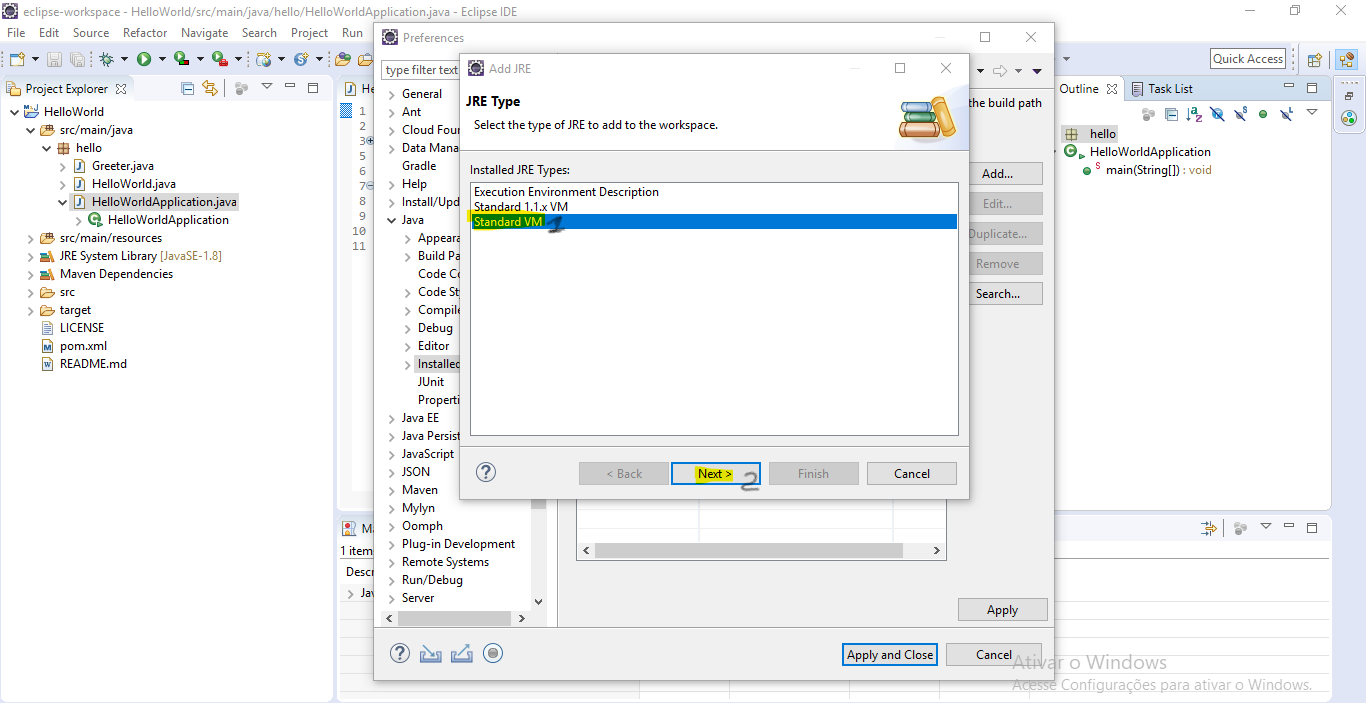 eclipse-workspace - HelloWorld/src/main/java/hello/HelloWorldApplication.java - Eclipse IDE
File Edit Source Refactor Navigate Search Project Run
Quick Access
Project Explorer
HelloWorld
src/main/java
hello
Greeter.java
HelloWorld.java
HelloWorldApplication.java
HelloWorldApplication
src/main/resources
JRE System Library [JavaSE-1.8]
Maven Dependencies
src
target
LICENSE
pom.xml
README.md
He
1
2
3
6
7
8
9
10
11
Ma
1 item
Descr
Jav
Preferences
type filter text
General
Ant
Cloud Four
Data Mana
Gradle
Help
Install/Upd
Java
Appeara
Build Pa
Code Co
Code St
Compile
Debug
Editor
Installed
JUnit
Properti
Java EE
Java Persist
JavaScript
JSON
Maven
Mylyn
Oomph
Plug-in Development
Remote Systems
Run/Debug
Server
the build path
Add...
Edit...
Duplicate...
Remove
Search...
Apply
Apply and Close
Cancel
Add JRE
JRE Type
Select the type of JRE to add to the workspace.
Installed JRE Types:
Execution Environment Description
Standard 1.1.x VM
Standard VM 1
< Back
Next > 2
Finish
Cancel
Outline
Task List
hello
HelloWorldApplication
main(String[]) : void
Ativar o Windows
Acesse Configurações para ativar o Windows.